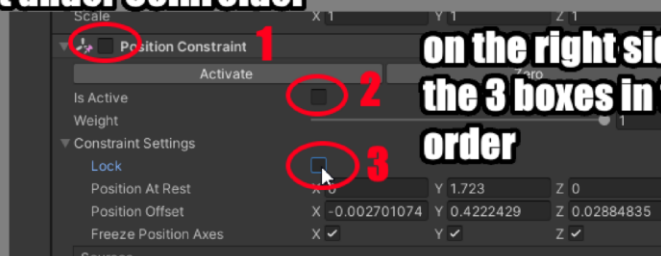 Scale X 1 Y 1 Z 1
Position Constraint 1
on the right
Activate Zero
Is Active 2
the 3 boxes in
Weight 1
order
Constraint Settings
Lock 3
Position At Rest X 0 Y 1.723 Z 0
Position Offset X -0.002701074 Y 0.4222429 Z 0.02884835
Freeze Position Axes X Y Z
Sources